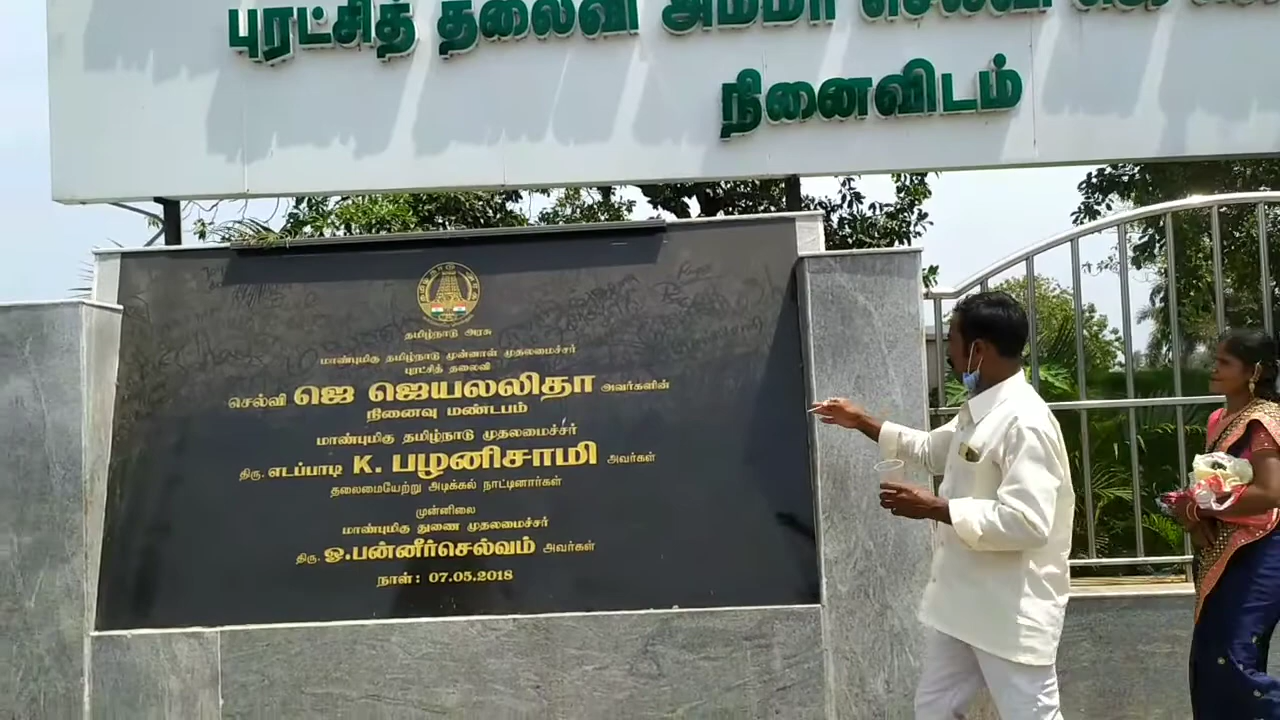 புரட்சித் தலைவி அம்மா செல்வி ஜெ
நினைவிடம்
தமிழ்நாடு அரசு
மாண்புமிகு தமிழ்நாடு முன்னாள் முதலமைச்சர்
புரட்சித் தலைவி
செல்வி ஜெ ஜெயலலிதா அவர்களின்
நினைவு மண்டபம்
மாண்புமிகு தமிழ்நாடு முதலமைச்சர்
திரு. எடப்பாடி K. பழனிசாமி அவர்கள்
தலைமையேற்று அடிக்கல் நாட்டினார்கள்
முன்னிலை
மாண்புமிகு துணை முதலமைச்சர்
திரு. ஓ.பன்னீர்செல்வம் அவர்கள்
நாள் : 07.05.2018